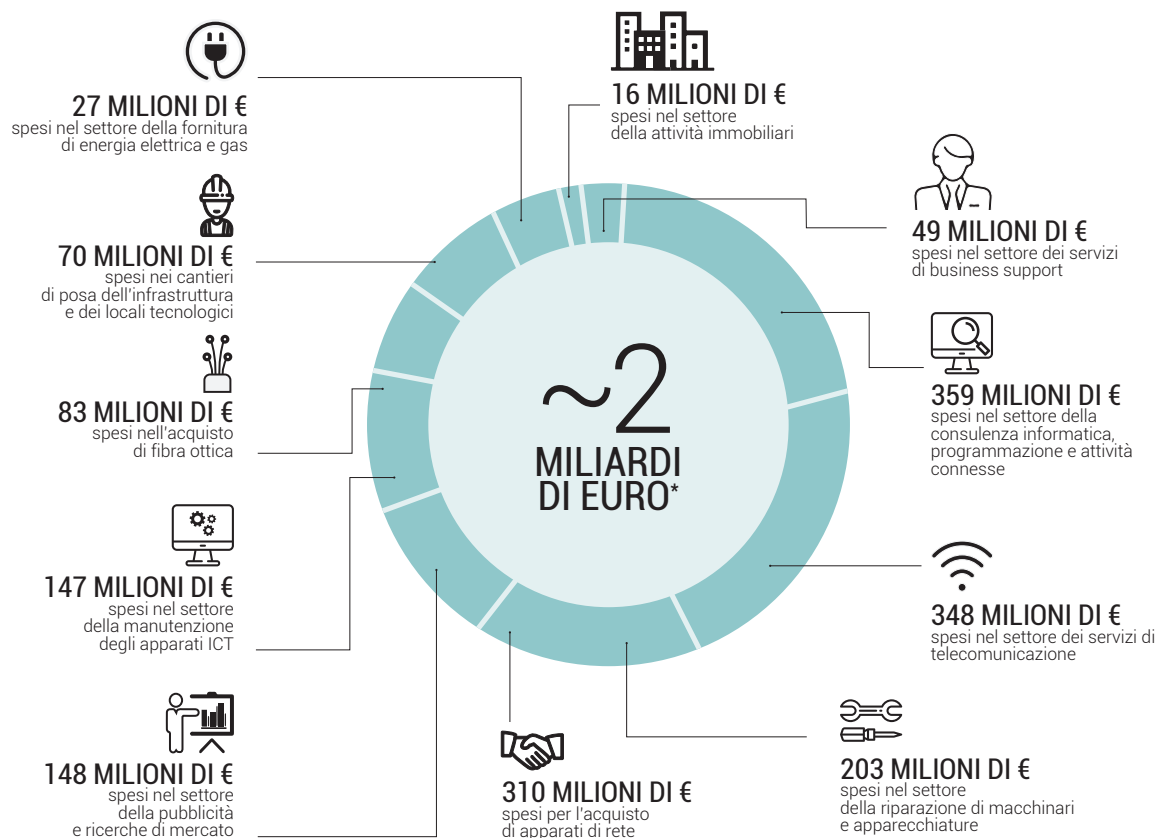 27 MILIONI DI €
spesi nel settore della fornitura
di energia elettrica e gas
16 MILIONI DI €
spesi nel settore
della attività immobiliari
49 MILIONI DI €
spesi nel settore dei servizi
di business support
70 MILIONI DI €
spesi nei cantieri
di posa dell'infrastruttura
e dei locali tecnologici
83 MILIONI DI €
spesi nell'acquisto
di fibra ottica
~2
MILIARDI
DI EURO*
359 MILIONI DI €
spesi nel settore della
consulenza informatica,
programmazione e attività
connesse
147 MILIONI DI €
spesi nel settore
della manutenzione
degli apparati ICT
348 MILIONI DI €
spesi nel settore dei servizi di
telecomunicazione
148 MILIONI DI €
spesi nel settore
della pubblicità
e ricerche di mercato
310 MILIONI DI €
spesi per l'acquisto
di apparati di rete
203 MILIONI DI €
spesi nel settore
della riparazione di macchinari
e apparecchiature